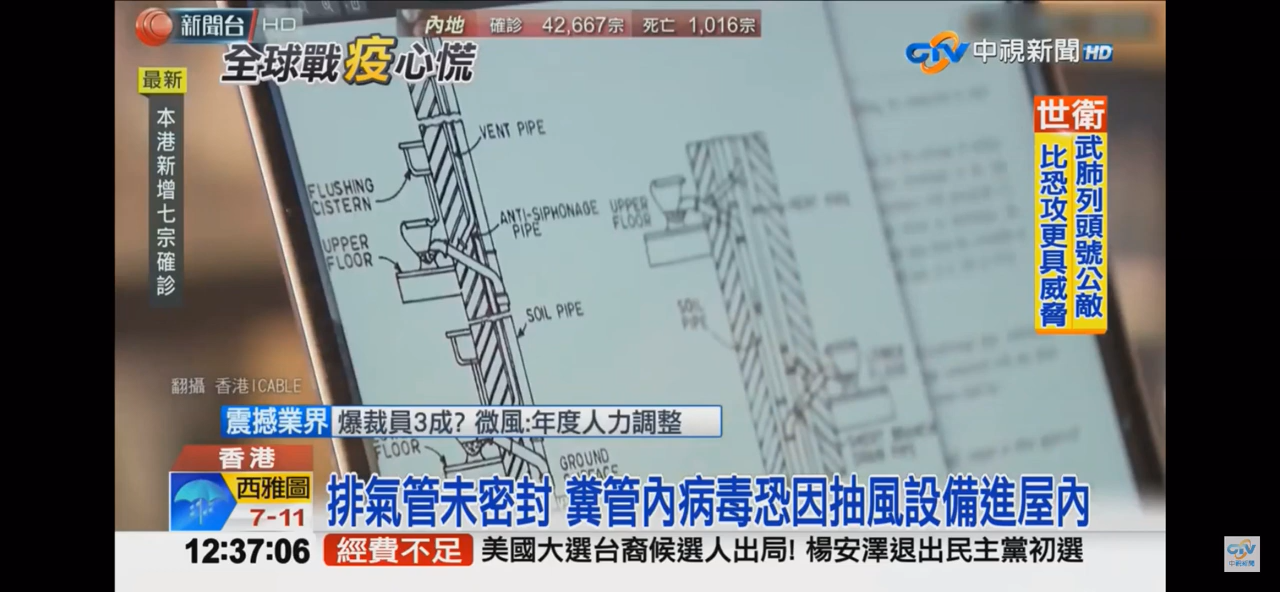 新聞台 HD
內地 確診 42,667宗 死亡 1,016宗
全球戰疫心慌
CTV 中視新聞 HD
最新
本港新增七宗確診
世衛
武肺列頭號公敵
比恐攻更具威脅
VENT PIPE
FLUSHING
CISTERN
ANTI-SIPHONAGE
PIPE
UPPER
FLOOR
UPPER
FLOOR
SOIL PIPE
SOIL
PIPE
FLOOR
GROUND
翻攝 香港ICABLE
震撼業界 爆裁員3成? 微風:年度人力調整
香港
西雅圖
7-11
排氣管未密封 糞管內病毒恐因抽風設備進屋內
12:37:06 經費不足 美國大選台裔候選人出局! 楊安澤退出民主黨初選
CTV
中視新聞